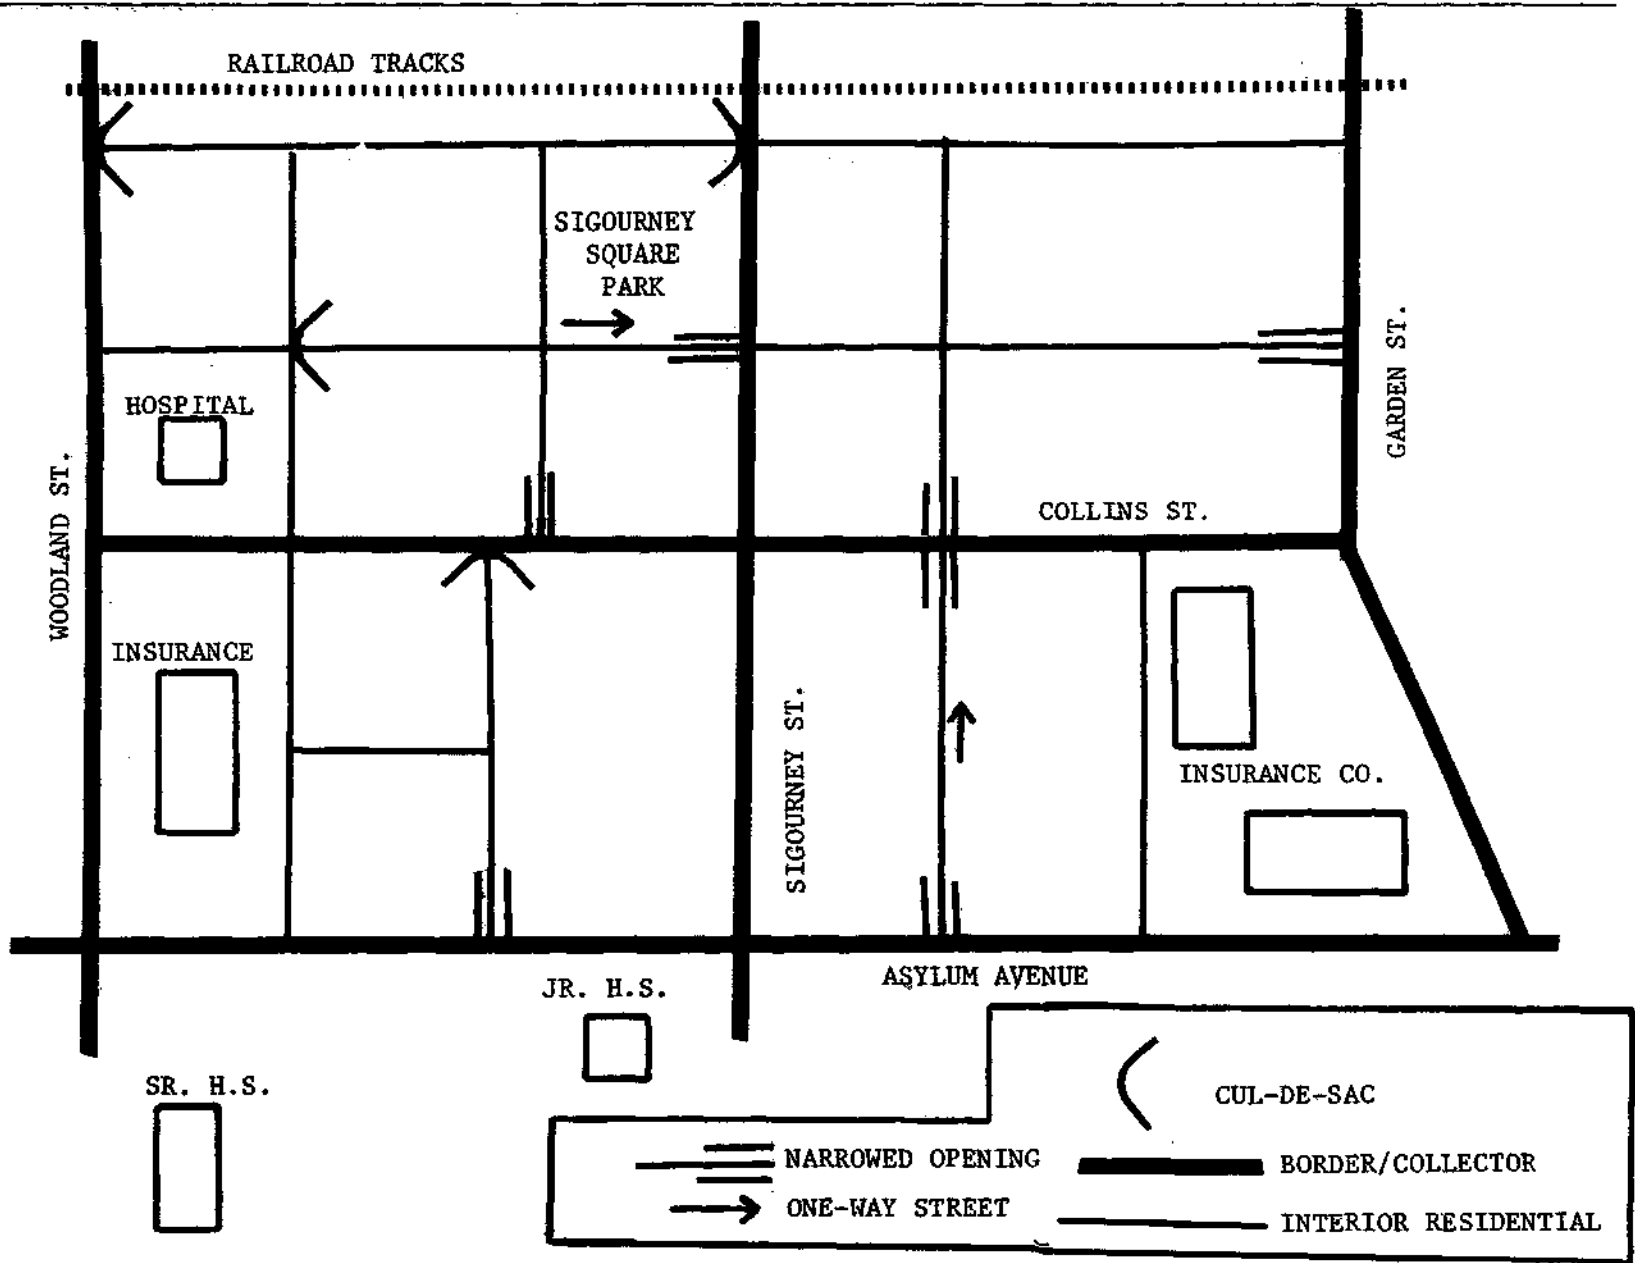 RAILROAD TRACKS
SIGOURNEY
SQUARE
PARK
GARDEN ST.
HOSPITAL
WOODLAND ST.
COLLINS ST.
INSURANCE
SIGOURNEY ST.
INSURANCE CO.
ASYLUM AVENUE
JR. H.S.
SR. H.S.
CUL-DE-SAC
NARROWED OPENING
BORDER/COLLECTOR
ONE-WAY STREET
INTERIOR RESIDENTIAL